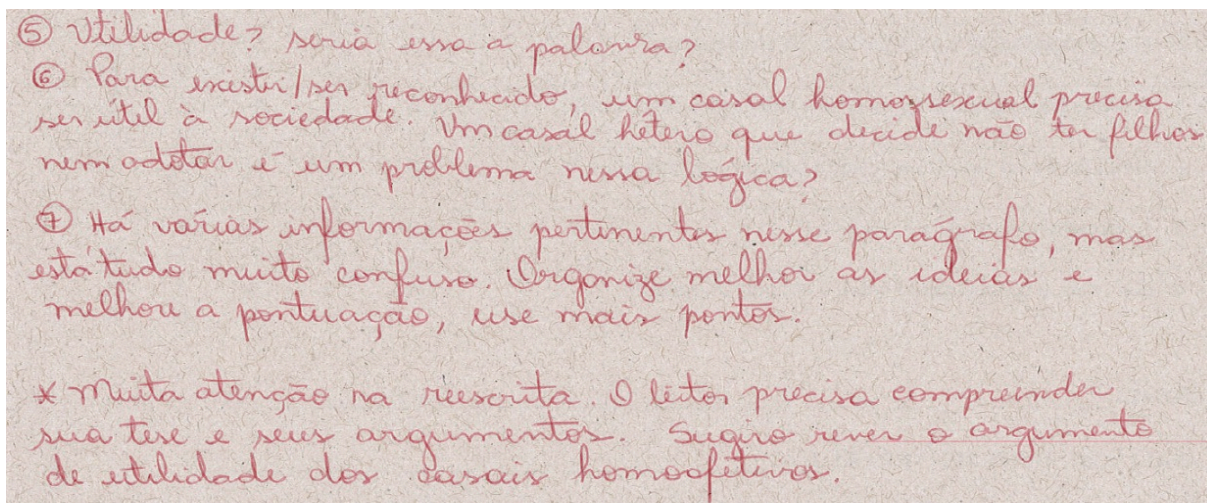 ⑤ Utilidade? seria essa a palavra?
⑥ Para existir/ser reconhecido, um casal homossexual precisa
ser útil à sociedade. Um casal hétero que decide não ter filhos
nem adotar é um problema nessa lógica?
⑦ Há várias informações pertinentes nesse parágrafo, mas
está tudo muito confuso. Organize melhor as ideias e
melhore a pontuação, use mais pontos.
* Muita atenção na reescrita. O leitor precisa compreender
sua tese e seus argumentos. Sugiro rever o argumento
de utilidade dos casais homoafetivos.